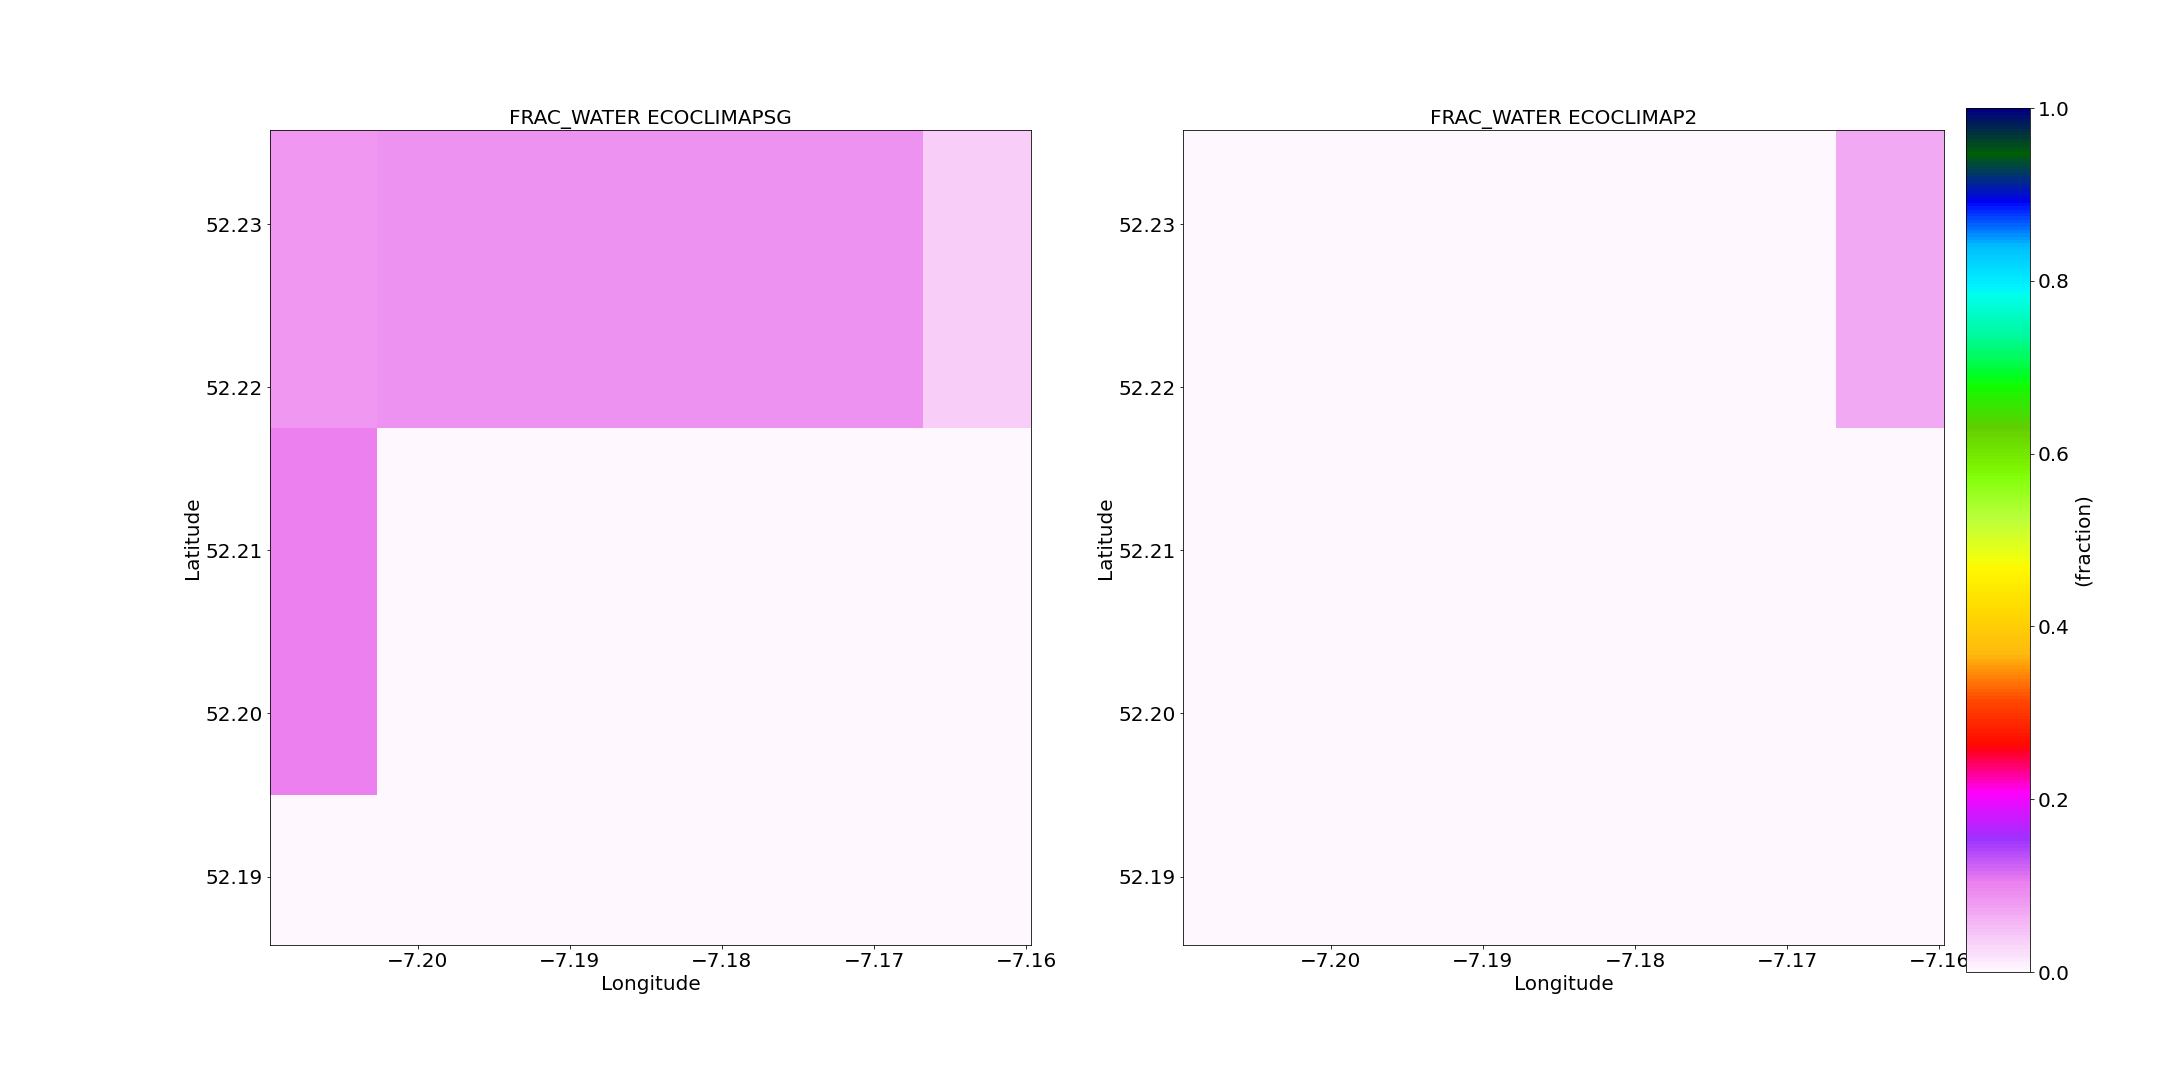 FRAC_WATER ECOCLIMAPSG
52.23
52.22
52.21
52.20
52.19
Latitude
−7.20 −7.19 −7.18 −7.17 −7.16
Longitude
FRAC_WATER ECOCLIMAP2
52.23
52.22
52.21
52.20
52.19
Latitude
−7.20 −7.19 −7.18 −7.17 −7.16
Longitude
1.0
0.8
0.6
0.4
0.2
0.0
(fraction)